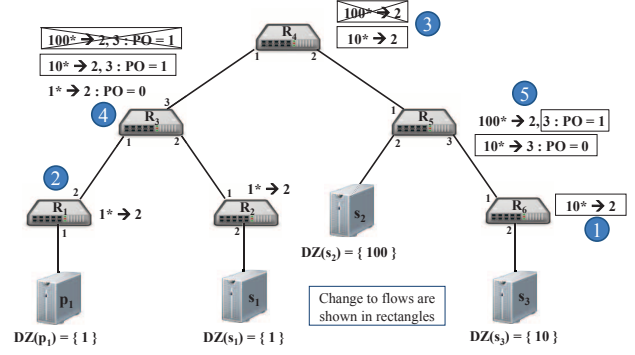 100* → 2
3
R4
10* → 2
1
2
100* → 2, 3 : PO = 1
10* → 2, 3 : PO = 1
1* → 2 : PO = 0
4
3
R3
1
2
5
100* → 2, 3 : PO = 1
10* → 3 : PO = 0
1
R5
2
3
2
2
R1
1* → 2
1
1
1* → 2
R2
2
s2
DZ(s2) = { 100 }
1
R6
2
10* → 2
1
p1
DZ(p1) = { 1 }
s1
DZ(s1) = { 1 }
Change to flows are
shown in rectangles
s3
DZ(s3) = { 10 }